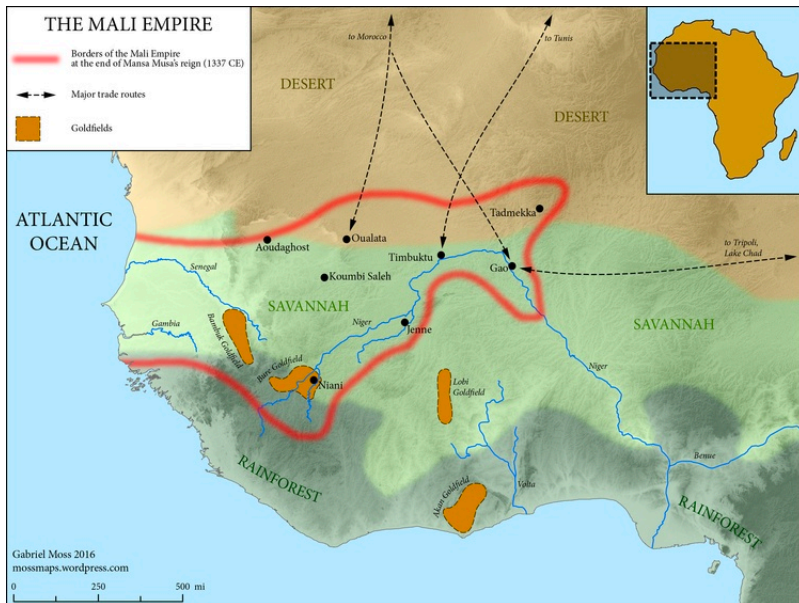 THE MALI EMPIRE
Borders of the Mali Empire
at the end of Mansa Musa's reign (1337 CE)
Major trade routes
Goldfields
to Morocco
to Tunis
DESERT
DESERT
ATLANTIC
OCEAN
Tadmekka
Aoudaghost
Oualata
Timbuktu
Gao
to Tripoli,
Lake Chad
Koumbi Saleh
Senegal
SAVANNAH
Niger
Jenne
SAVANNAH
Gambia
Bambuk Goldfield
Bure Goldfield
Niani
Lobi
Goldfield
Niger
RAINFOREST
Akan Goldfield
Volta
Benue
RAINFOREST
Gabriel Moss 2016
mossmaps.wordpress.com
0 250 500 mi